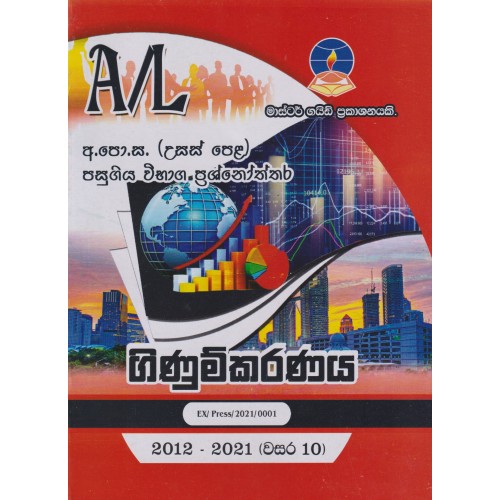 A/L
මාස්ටර් ගයිඩ් ප්‍රකාශනයකි.
අ.පො.ස. (උසස් පෙළ)
පසුගිය විභාග ප්‍රශ්නෝත්තර
ගිණුම්කරණය
EX/ Press/2021/0001
2012 - 2021 (වසර 10)